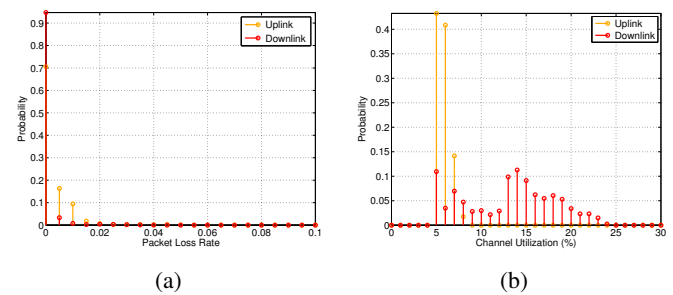 Uplink
Downlink
Probability
0.9
0.8
0.7
0.6
0.5
0.4
0.3
0.2
0.1
0
0 0.02 0.04 0.06 0.08 0.1
Packet Loss Rate
(a)
Uplink
Downlink
Probability
0.4
0.35
0.3
0.25
0.2
0.15
0.1
0.05
0
0 5 10 15 20 25 30
Channel Utilization (%)
(b)